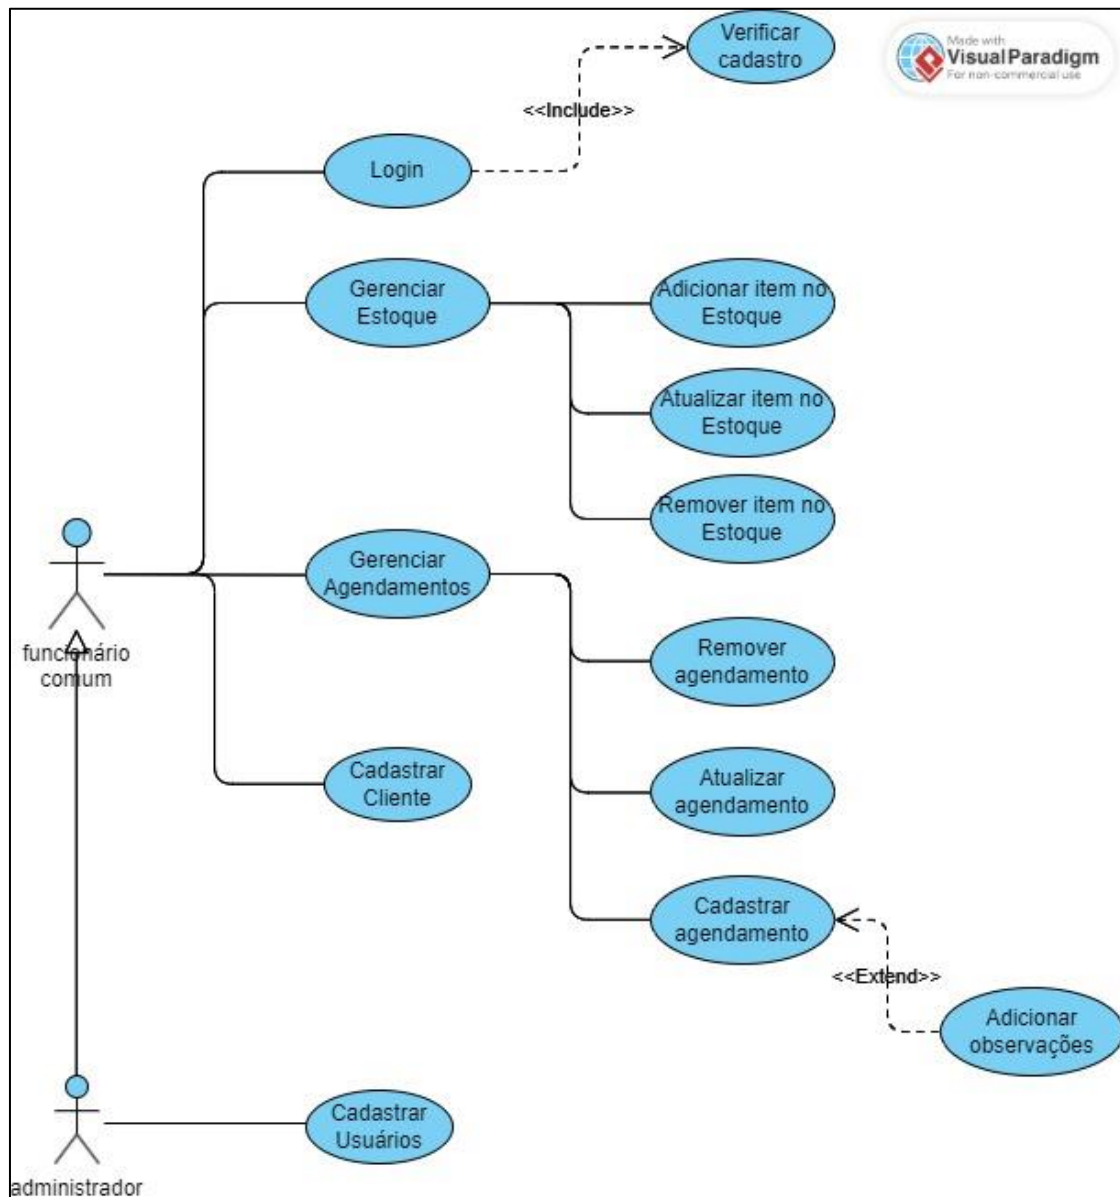 Verificar
cadastro
Made with
VisualParadigm
For non-commercial use
<<Include>>
Login
Gerenciar
Estoque
Adicionar item no
Estoque
Atualizar item no
Estoque
Remover item no
Estoque
Gerenciar
Agendamentos
funcionário
comum
Remover
agendamento
Cadastrar
Cliente
Atualizar
agendamento
Cadastrar
agendamento
<<Extend>>
Adicionar
observações
Cadastrar
Usuários
administrador